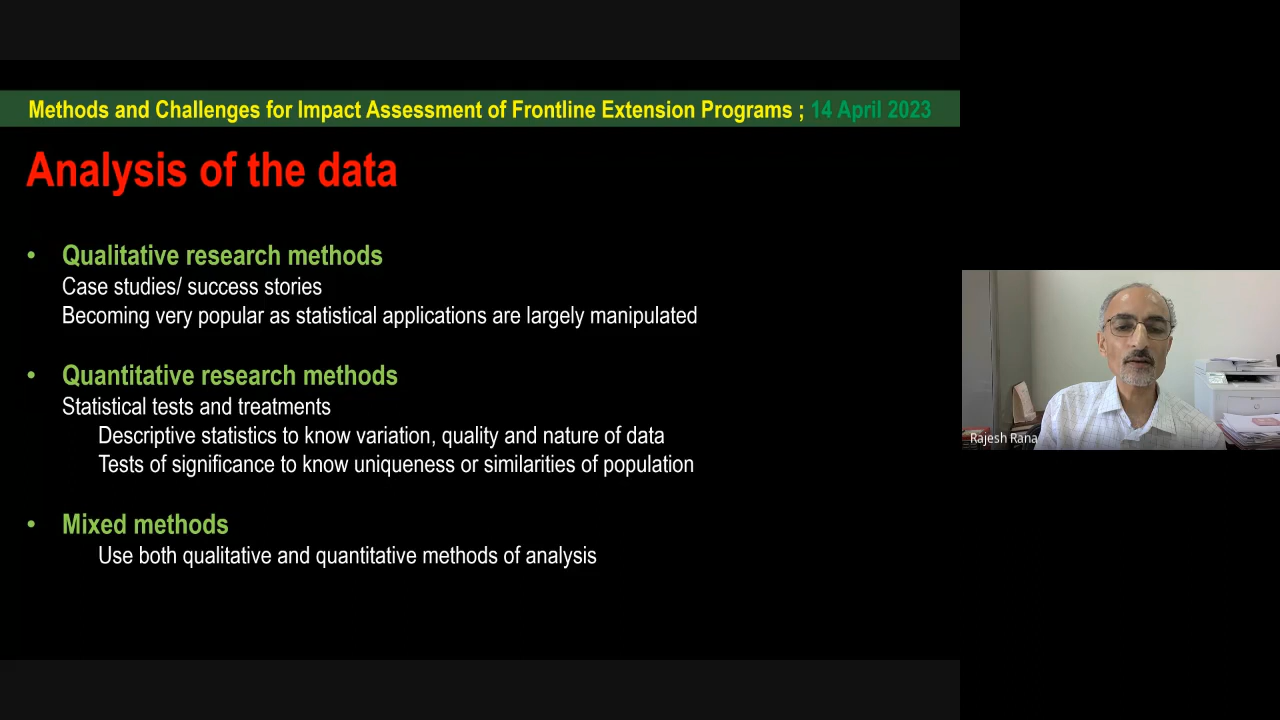 Methods and Challenges for Impact Assessment of Frontline Extension Programs ; 14 April 2023
Analysis of the data
• Qualitative research methods
Case studies/ success stories
Becoming very popular as statistical applications are largely manipulated
• Quantitative research methods
Statistical tests and treatments
Descriptive statistics to know variation, quality and nature of data
Tests of significance to know uniqueness or similarities of population
• Mixed methods
Use both qualitative and quantitative methods of analysis
Rajesh Rana